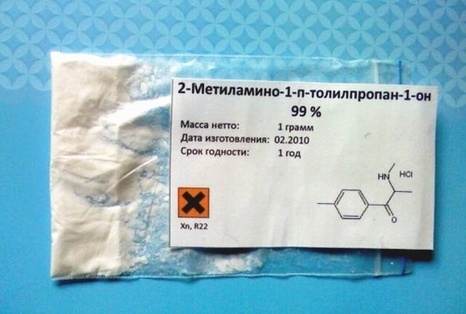 2-Метиламино-1-п-толилпропан-1-он
99 %
Масса нетто: 1 грамм
Дата изготовления: 02.2010
Срок годности: 1 год
HN HCl
O
Xn, R22